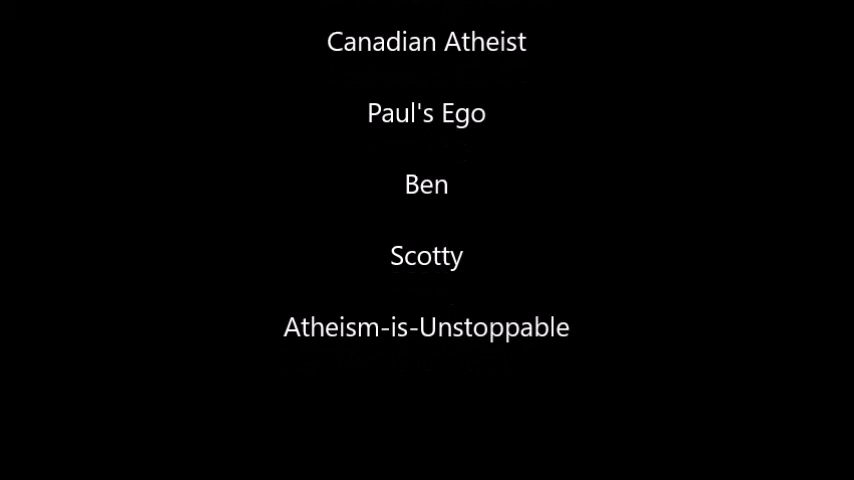 Canadian Atheist
Paul's Ego
Ben
Scotty
Atheism-is-Unstoppable